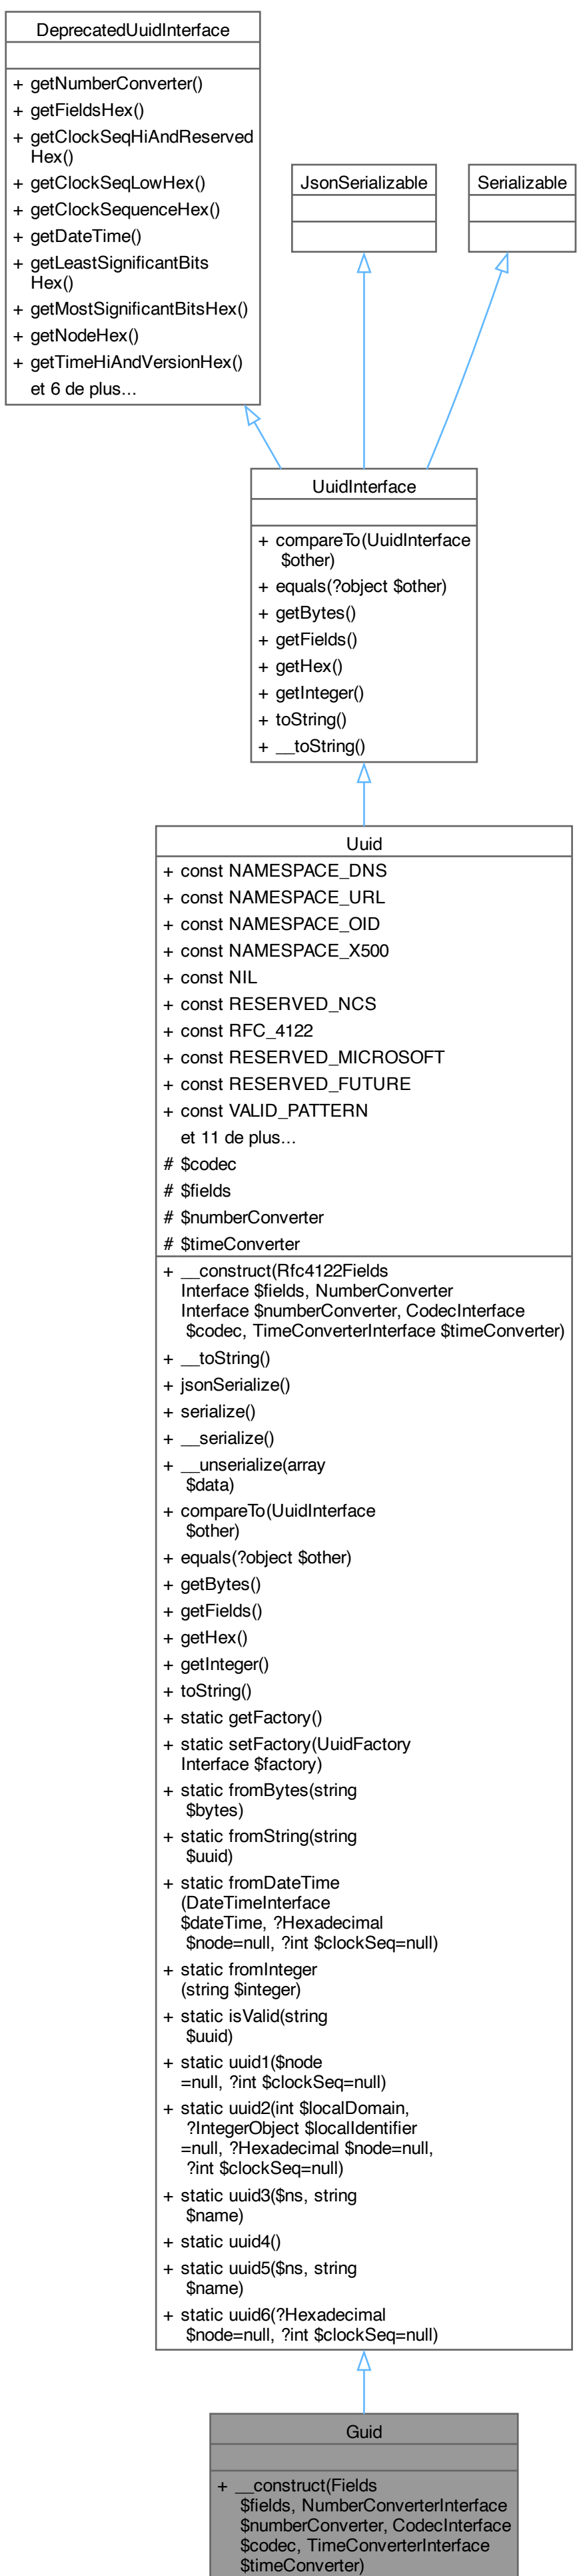 DeprecatedUuidInterface
+ getNumberConverter()
+ getFieldsHex()
+ getClockSeqHiAndReserved
Hex()
+ getClockSeqLowHex()
+ getClockSequenceHex()
+ getDateTime()
+ getLeastSignificantBits
Hex()
+ getMostSignificantBitsHex()
+ getNodeHex()
+ getTimeHiAndVersionHex()
et 6 de plus...
JsonSerializable
Serializable
UuidInterface
+ compareTo(UuidInterface
$other)
+ equals(?object $other)
+ getBytes()
+ getFields()
+ getHex()
+ getInteger()
+ toString()
+ __toString()
Uuid
+ const NAMESPACE_DNS
+ const NAMESPACE_URL
+ const NAMESPACE_OID
+ const NAMESPACE_X500
+ const NIL
+ const RESERVED_NCS
+ const RFC_4122
+ const RESERVED_MICROSOFT
+ const RESERVED_FUTURE
+ const VALID_PATTERN
et 11 de plus...
# $codec
# $fields
# $numberConverter
# $timeConverter
+ __construct(Rfc4122Fields
Interface $fields, NumberConverter
Interface $numberConverter, CodecInterface
$codec, TimeConverterInterface $timeConverter)
+ __toString()
+ jsonSerialize()
+ serialize()
+ __serialize()
+ __unserialize(array
$data)
+ compareTo(UuidInterface
$other)
+ equals(?object $other)
+ getBytes()
+ getFields()
+ getHex()
+ getInteger()
+ toString()
+ static getFactory()
+ static setFactory(UuidFactory
Interface $factory)
+ static fromBytes(string
$bytes)
+ static fromString(string
$uuid)
+ static fromDateTime
(DateTimeInterface
$dateTime, ?Hexadecimal
$node=null, ?int $clockSeq=null)
+ static fromInteger
(string $integer)
+ static isValid(string
$uuid)
+ static uuid1($node
=null, ?int $clockSeq=null)
+ static uuid2(int $localDomain,
?IntegerObject $localIdentifier
=null, ?Hexadecimal $node=null,
?int $clockSeq=null)
+ static uuid3($ns, string
$name)
+ static uuid4()
+ static uuid5($ns, string
$name)
+ static uuid6(?Hexadecimal
$node=null, ?int $clockSeq=null)
Guid
+ __construct(Fields
$fields, NumberConverterInterface
$numberConverter, CodecInterface
$codec, TimeConverterInterface
$timeConverter)